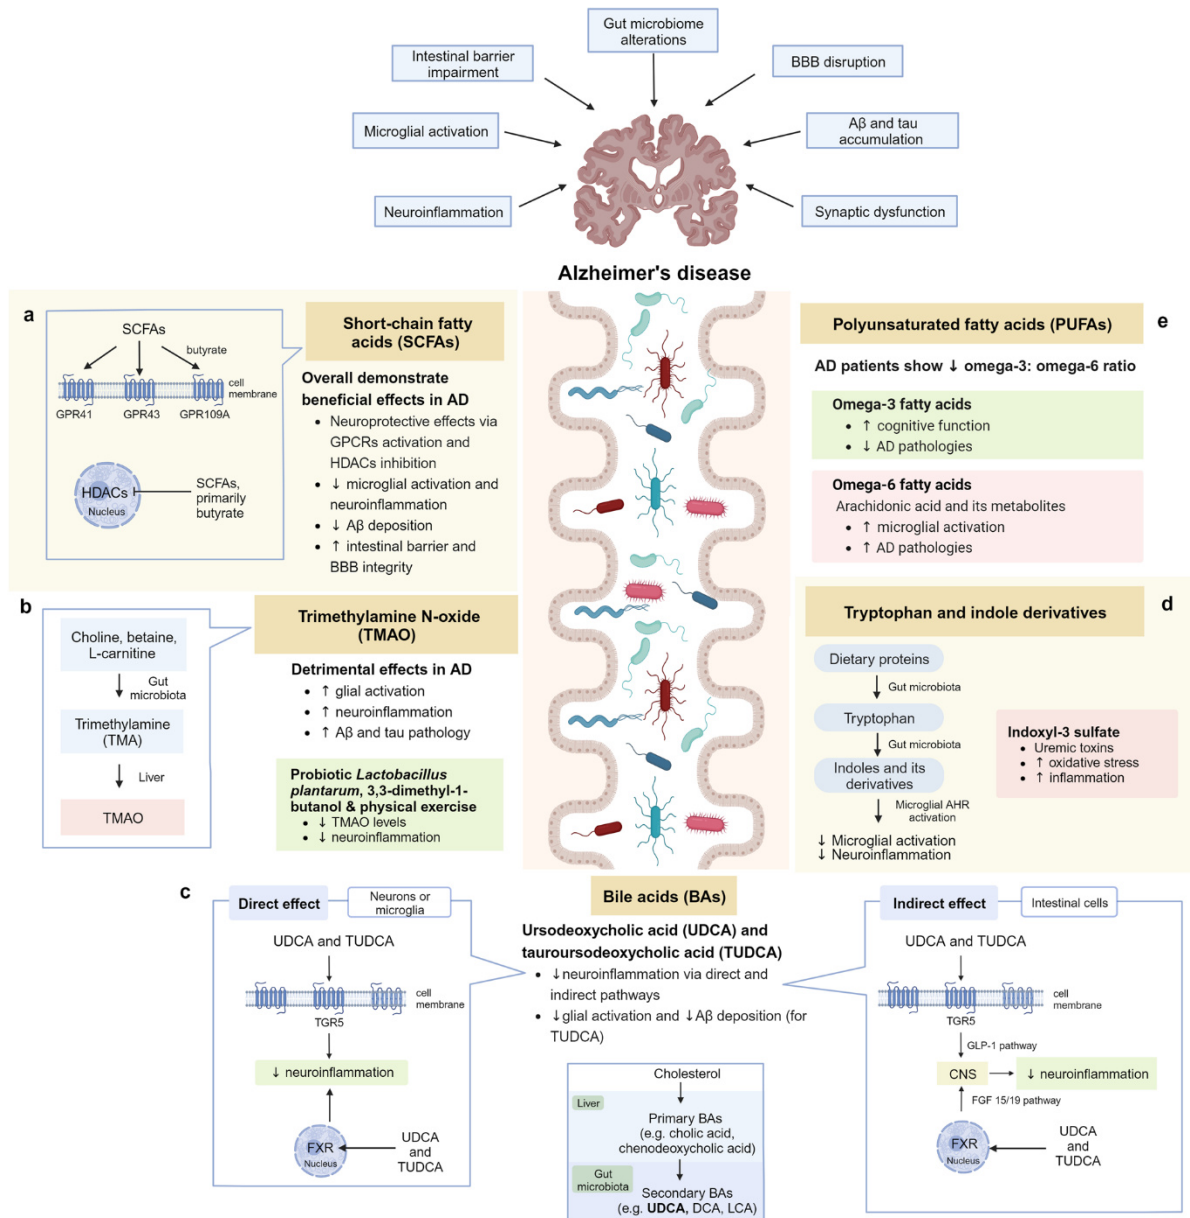 Gut microbiome
alterations
Intestinal barrier
impairment
BBB disruption
Microglial activation
Aβ and tau
accumulation
Neuroinflammation
Synaptic dysfunction
Alzheimer's disease
a
SCFAs
butyrate
cell
membrane
GPR41
GPR43
GPR109A
HDACs
Nucleus
SCFAs,
primarily
butyrate
Short-chain fatty
acids (SCFAs)
Overall demonstrate
beneficial effects in AD
• Neuroprotective effects via
GPCRs activation and
HDACs inhibition
• ↓ microglial activation and
neuroinflammation
• ↓ Aβ deposition
• ↑ intestinal barrier and
BBB integrity
Polyunsaturated fatty acids (PUFAs)
e
AD patients show ↓ omega-3: omega-6 ratio
Omega-3 fatty acids
• ↑ cognitive function
• ↓ AD pathologies
Omega-6 fatty acids
Arachidonic acid and its metabolites
• ↑ microglial activation
• ↑ AD pathologies
b
Choline, betaine,
L-carnitine
Gut
microbiota
Trimethylamine
(TMA)
Liver
TMAO
Trimethylamine N-oxide
(TMAO)
Detrimental effects in AD
• ↑ glial activation
• ↑ neuroinflammation
• ↑ Aβ and tau pathology
Probiotic Lactobacillus
plantarum, 3,3-dimethyl-1-
butanol & physical exercise
• ↓ TMAO levels
• ↓ neuroinflammation
Tryptophan and indole derivatives
d
Dietary proteins
Gut microbiota
Tryptophan
Gut microbiota
Indoles and its
derivatives
Microglial AHR
activation
↓ Microglial activation
↓ Neuroinflammation
Indoxyl-3 sulfate
• Uremic toxins
• ↑ oxidative stress
• ↑ inflammation
c
Direct effect
Neurons or
microglia
UDCA and TUDCA
cell
membrane
TGR5
↓ neuroinflammation
FXR
Nucleus
UDCA
and
TUDCA
Bile acids (BAs)
Ursodeoxycholic acid (UDCA) and
tauroursodeoxycholic acid (TUDCA)
• ↓neuroinflammation via direct and
indirect pathways
• ↓glial activation and ↓Aβ deposition (for
TUDCA)
Cholesterol
Liver
Primary BAs
(e.g. cholic acid,
chenodeoxycholic acid)
Gut
microbiota
Secondary BAs
(e.g. UDCA, DCA, LCA)
Indirect effect
Intestinal cells
UDCA and TUDCA
cell
membrane
TGR5
GLP-1 pathway
CNS
↓ neuroinflammation
FGF 15/19 pathway
FXR
Nucleus
UDCA
and
TUDCA